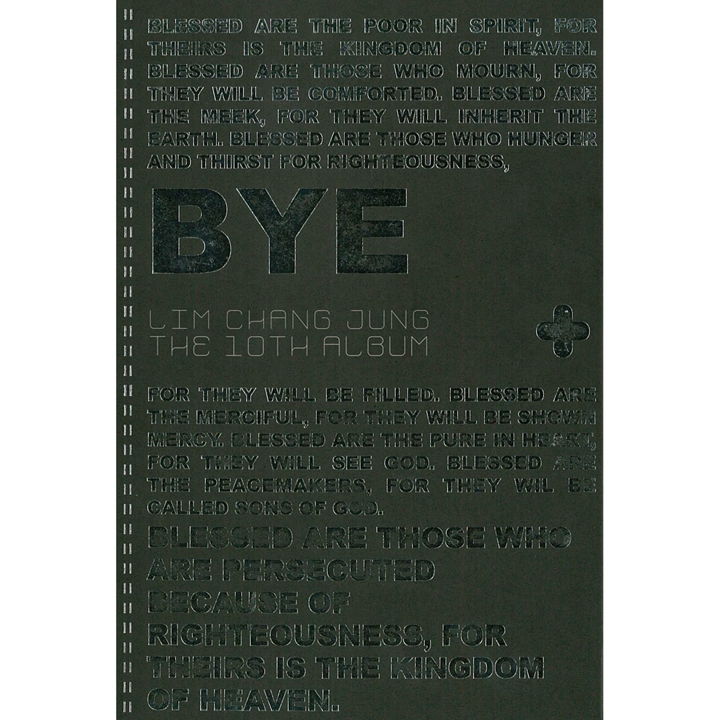 BLESSED ARE THE POOR IN SPIRIT, FOR
THEIRS IS THE KINGDOM OF HEAVEN.
BLESSED ARE THOSE WHO MOURN, FOR
THEY WILL BE COMFORTED. BLESSED ARE
THE MEEK, FOR THEY WILL INHERIT THE
EARTH. BLESSED ARE THOSE WHO HUNGER
AND THIRST FOR RIGHTEOUSNESS,
BYE
LIM CHANG JUNG
THE 10TH ALBUM
FOR THEY WILL BE FILLED. BLESSED ARE
THE MERCIFUL, FOR THEY WILL BE SHOWN
MERCY. BLESSED ARE THE PURE IN HEART,
FOR THEY WILL SEE GOD. BLESSED ARE
THE PEACEMAKERS, FOR THEY WIL BE
CALLED SONS OF GOD.
BLESSED ARE THOSE WHO
ARE PERSECUTED
BECAUSE OF
RIGHTEOUSNESS, FOR
THEIRS IS THE KINGDOM
OF HEAVEN.